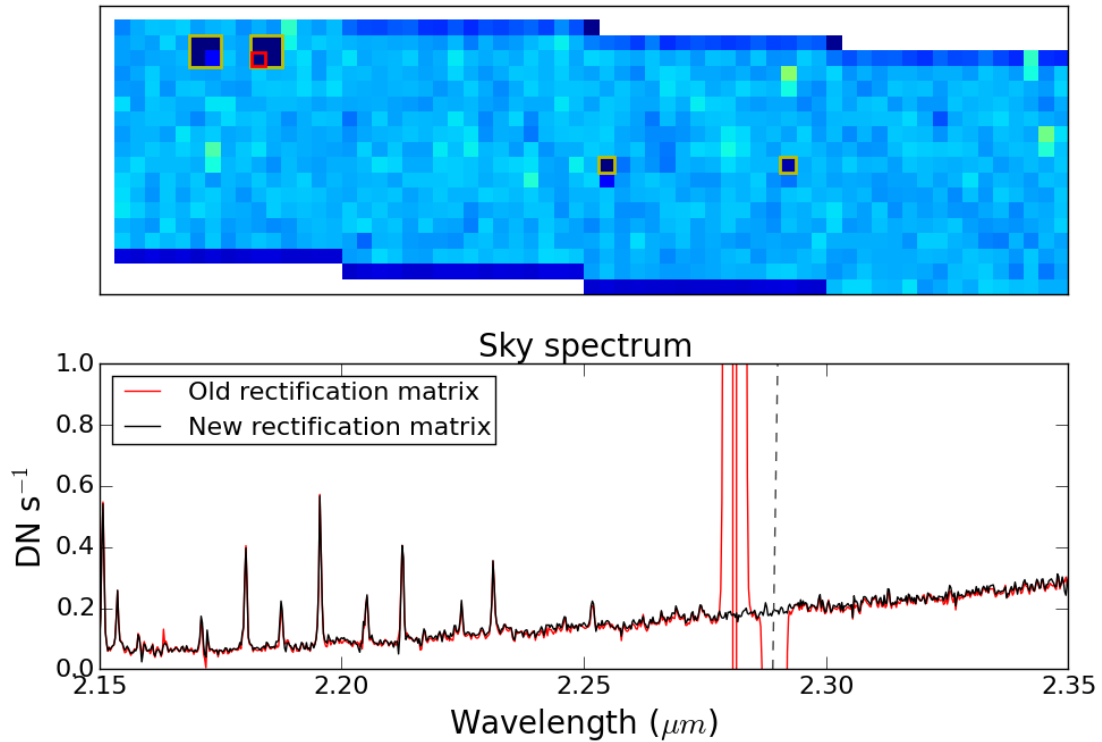 Sky spectrum
1.0
0.8
0.6
0.4
0.2
0.0
DN s⁻¹
Old rectification matrix
New rectification matrix
2.15 2.20 2.25 2.30 2.35
Wavelength (μm)